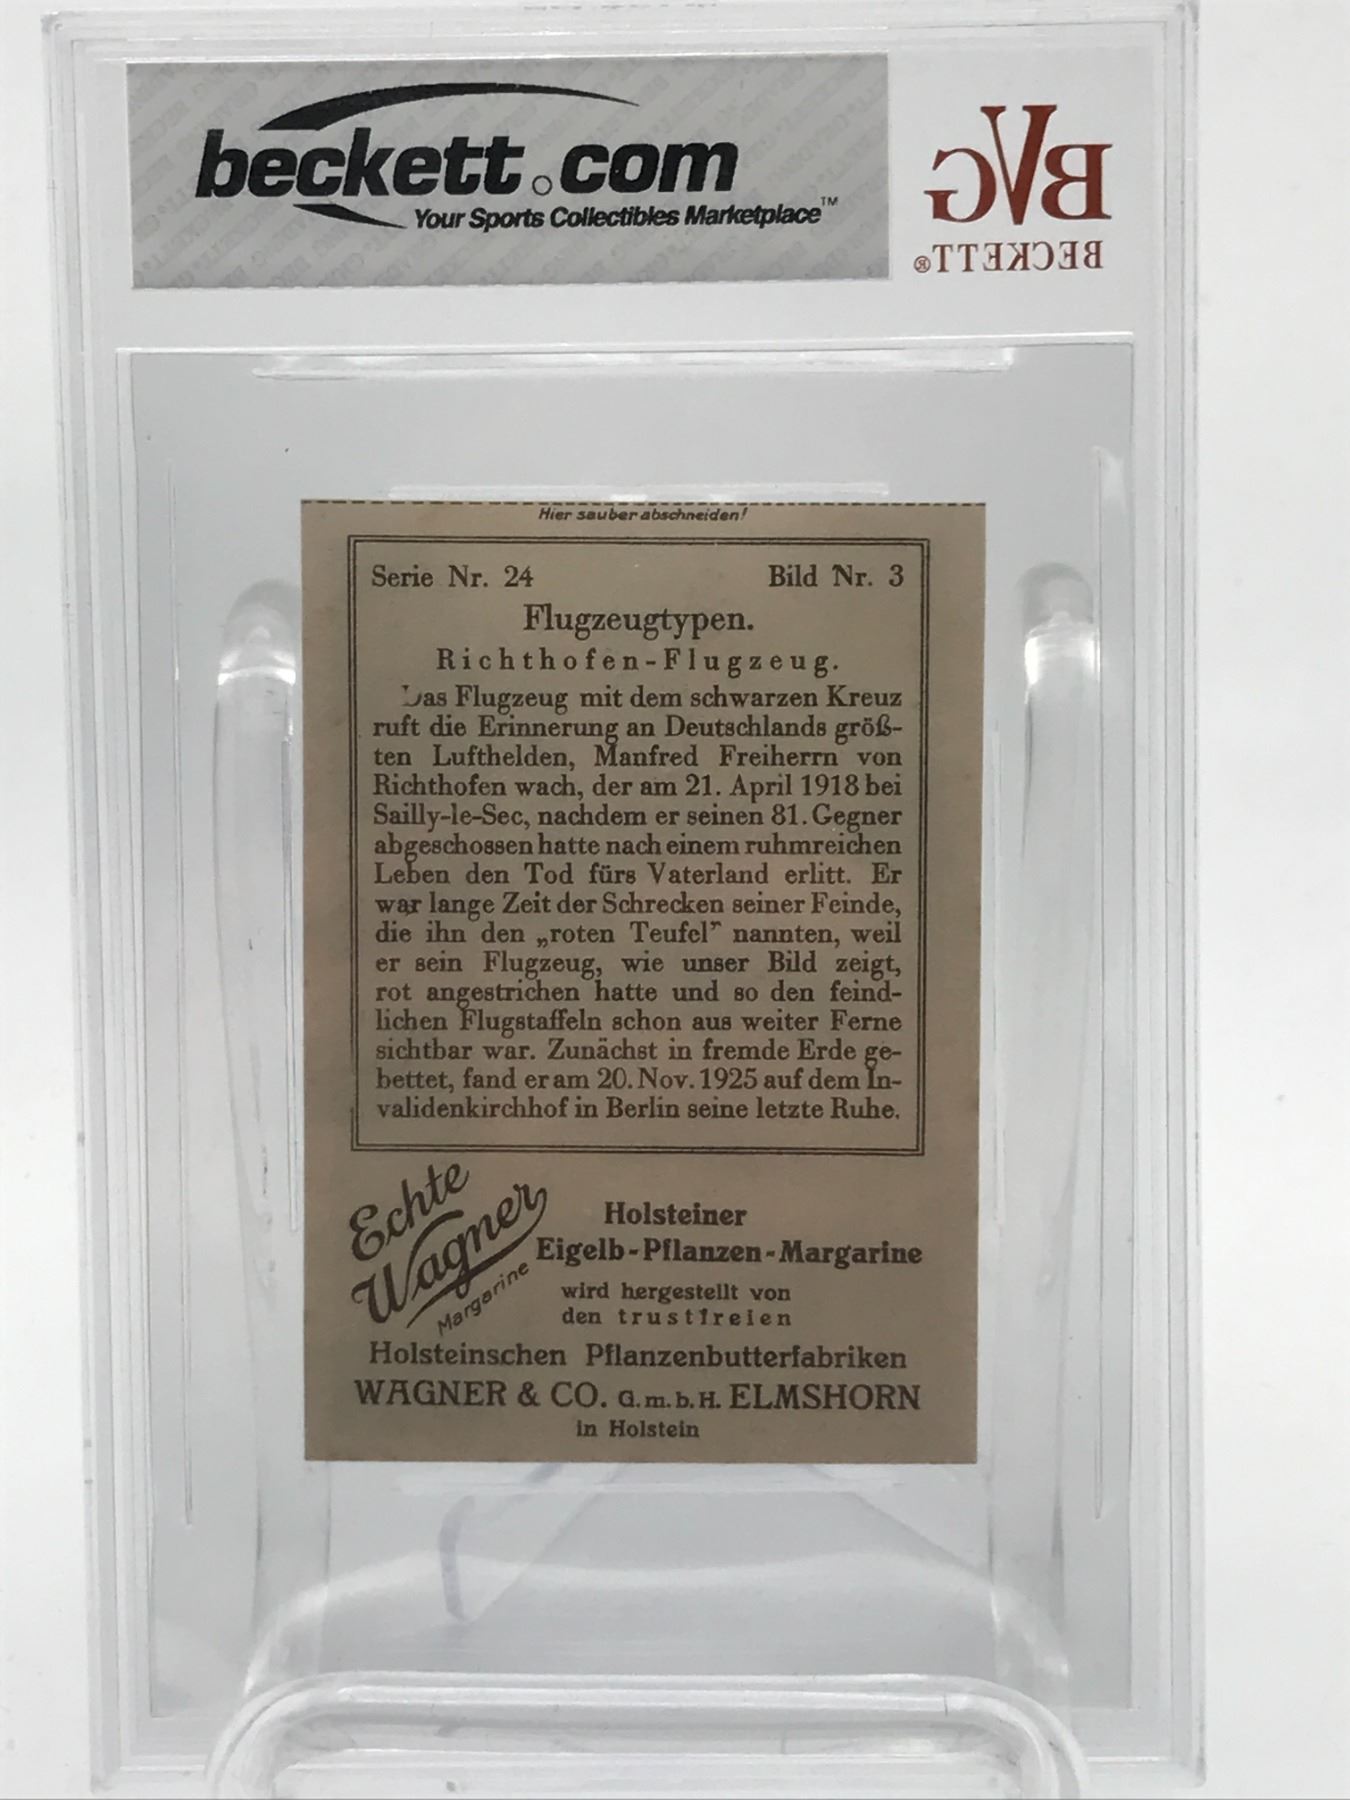 beckett.com
Your Sports Collectibles Marketplace™
BVG
BECKETT®
Hier sauber abschneiden!
Serie Nr. 24 Bild Nr. 3
Flugzeugtypen.
Richthofen-Flugzeug.
Das Flugzeug mit dem schwarzen Kreuz
ruft die Erinnerung an Deutschlands größ-
ten Lufthelden, Manfred Freiherrn von
Richthofen wach, der am 21. April 1918 bei
Sailly-le-Sec, nachdem er seinen 81. Gegner
abgeschossen hatte nach einem ruhmreichen
Leben den Tod fürs Vaterland erlitt. Er
war lange Zeit der Schrecken seiner Feinde,
die ihn den „roten Teufel" nannten, weil
er sein Flugzeug, wie unser Bild zeigt,
rot angestrichen hatte und so den feind-
lichen Flugstaffeln schon aus weiter Ferne
sichtbar war. Zunächst in fremde Erde ge-
bettet, fand er am 20. Nov. 1925 auf dem In-
validenkirchhof in Berlin seine letzte Ruhe.
Echte
Wagner
Margarine
Holsteiner
Eigelb-Pflanzen-Margarine
wird hergestellt von
den trustfreien
Holsteinschen Pflanzenbutterfabriken
WAGNER & CO. G.m.b.H. ELMSHORN
in Holstein